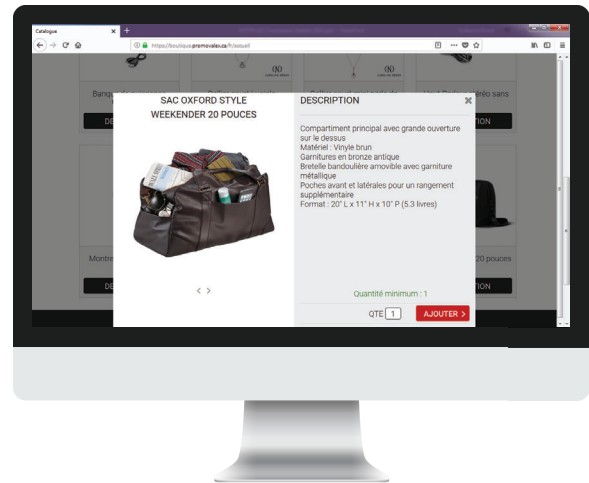 Catalogue
https://boutique.promovalex.ca/fr/accueil
SAC OXFORD STYLE
WEEKENDER 20 POUCES
DESCRIPTION
Compartiment principal avec grande ouverture
sur le dessus
Matériel : Vinyle brun
Garnitures en bronze antique
Bretelle bandoulière amovible avec garniture
métallique
Poches avant et latérales pour un rangement
supplémentaire
Format : 20" L x 11" H x 10" P (5.3 livres)
Quantité minimum : 1
QTE 1
AJOUTER >
Montre
20 pouces